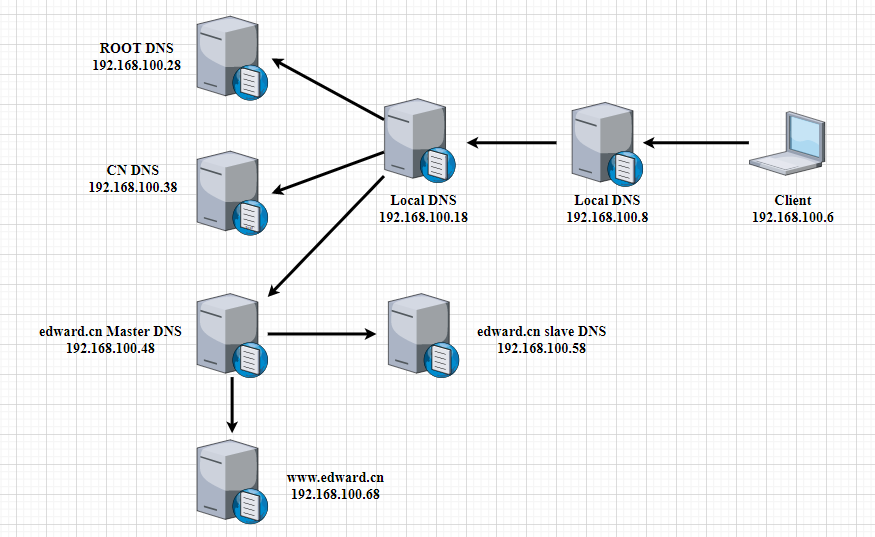 ROOT DNS
192.168.100.28
CN DNS
192.168.100.38
Local DNS
192.168.100.18
Local DNS
192.168.100.8
Client
192.168.100.6
edward.cn Master DNS
192.168.100.48
edward.cn slave DNS
192.168.100.58
www.edward.cn
192.168.100.68